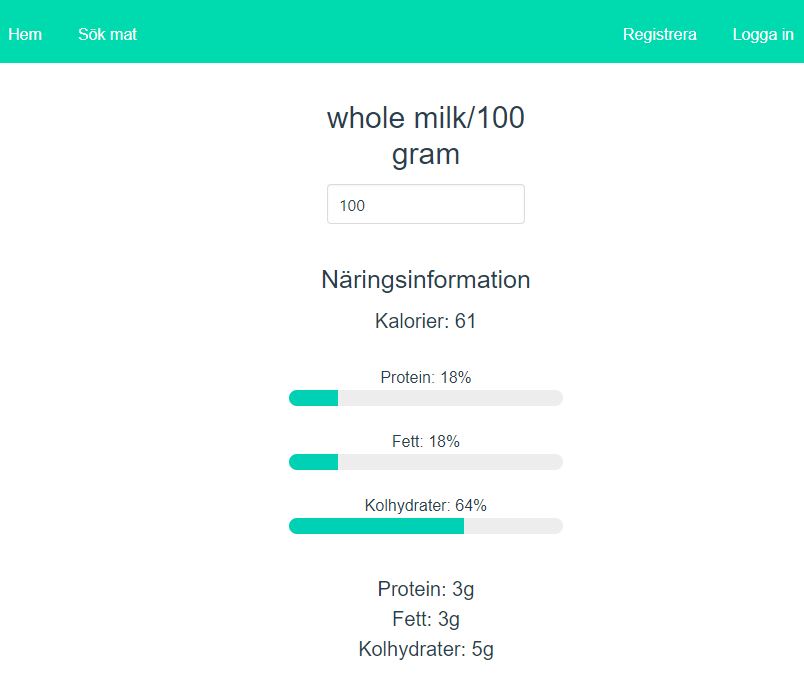 Hem Sök mat Registrera Logga in
whole milk/100
gram
100
Näringsinformation
Kalorier: 61
Protein: 18%
Fett: 18%
Kolhydrater: 64%
Protein: 3g
Fett: 3g
Kolhydrater: 5g